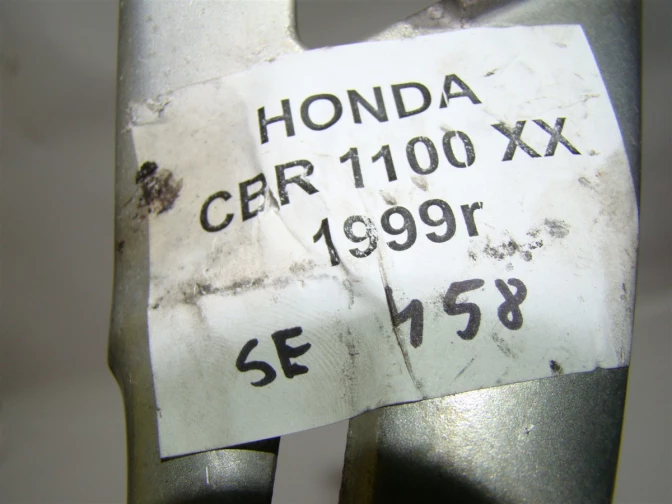 HONDA
CBR 1100 XX
1999r
SE 158